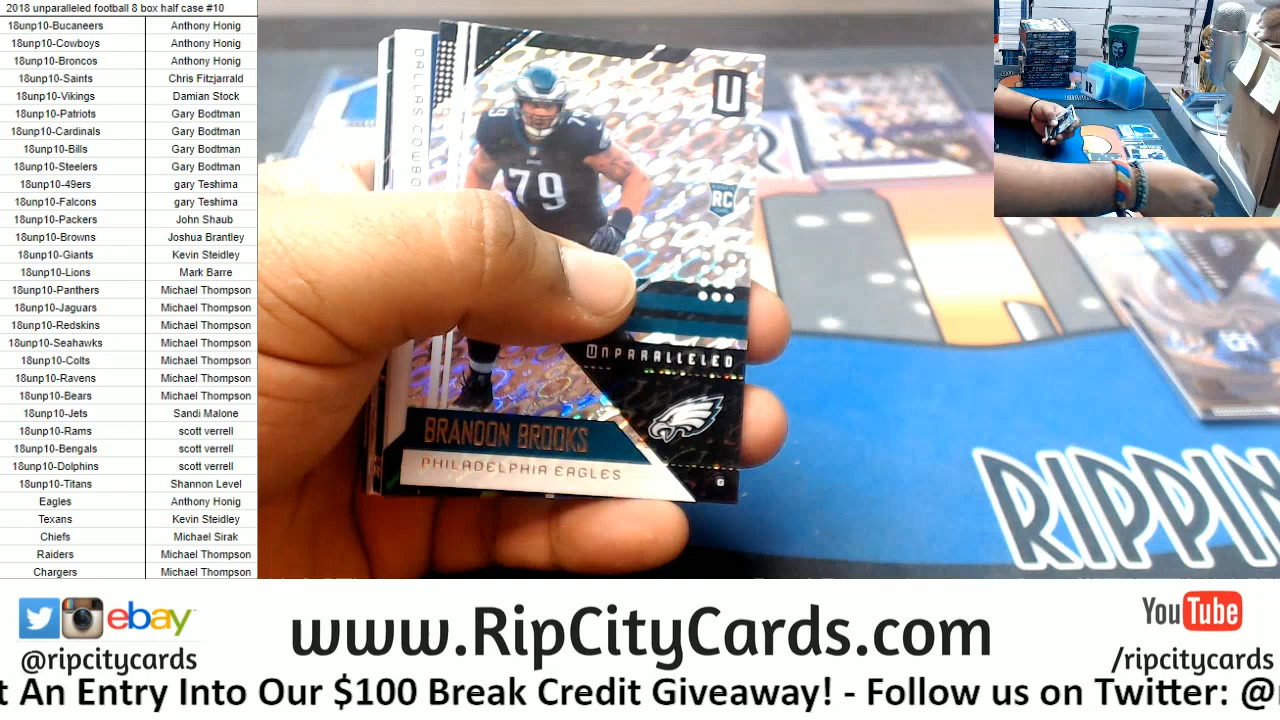 2018 unparalleled football 8 box half case #10
18unp10-Bucaneers Anthony Honig
18unp10-Cowboys Anthony Honig
18unp10-Broncos Anthony Honig
18unp10-Saints Chris Fitzjarrald
18unp10-Vikings Damian Stock
18unp10-Patriots Gary Bodtman
18unp10-Cardinals Gary Bodtman
18unp10-Bills Gary Bodtman
18unp10-Steelers Gary Bodtman
18unp10-49ers gary Teshima
18unp10-Falcons gary Teshima
18unp10-Packers John Shaub
18unp10-Browns Joshua Brantley
18unp10-Giants Kevin Steidley
18unp10-Lions Mark Barre
18unp10-Panthers Michael Thompson
18unp10-Jaguars Michael Thompson
18unp10-Redskins Michael Thompson
18unp10-Seahawks Michael Thompson
18unp10-Colts Michael Thompson
18unp10-Ravens Michael Thompson
18unp10-Bears Michael Thompson
18unp10-Jets Sandi Malone
18unp10-Rams scott verrell
18unp10-Bengals scott verrell
18unp10-Dolphins scott verrell
18unp10-Titans Shannon Level
Eagles Anthony Honig
Texans Kevin Steidley
Chiefs Michael Sirak
Raiders Michael Thompson
Chargers Michael Thompson
DALLAS COWBO
U
79
79
RC
UNPARALLELED
BRANDON BROOKS
PHILADELPHIA EAGLES
G
RIPPIN
ebay
@ripcitycards
www.RipCityCards.com
YouTube
/ripcitycards
t An Entry Into Our $100 Break Credit Giveaway! - Follow us on Twitter: @